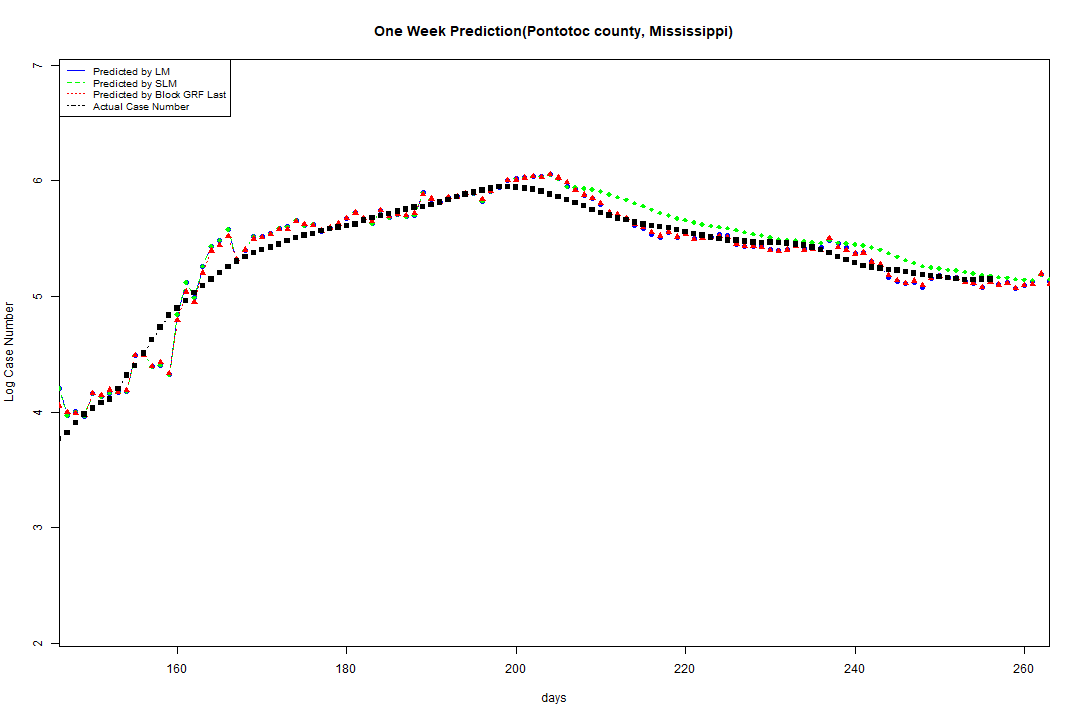 One Week Prediction(Pontotoc county, Mississippi)
Predicted by LM
Predicted by SLM
Predicted by Block GRF Last
Actual Case Number
7
6
5
4
3
2
Log Case Number
160 180 200 220 240 260
days